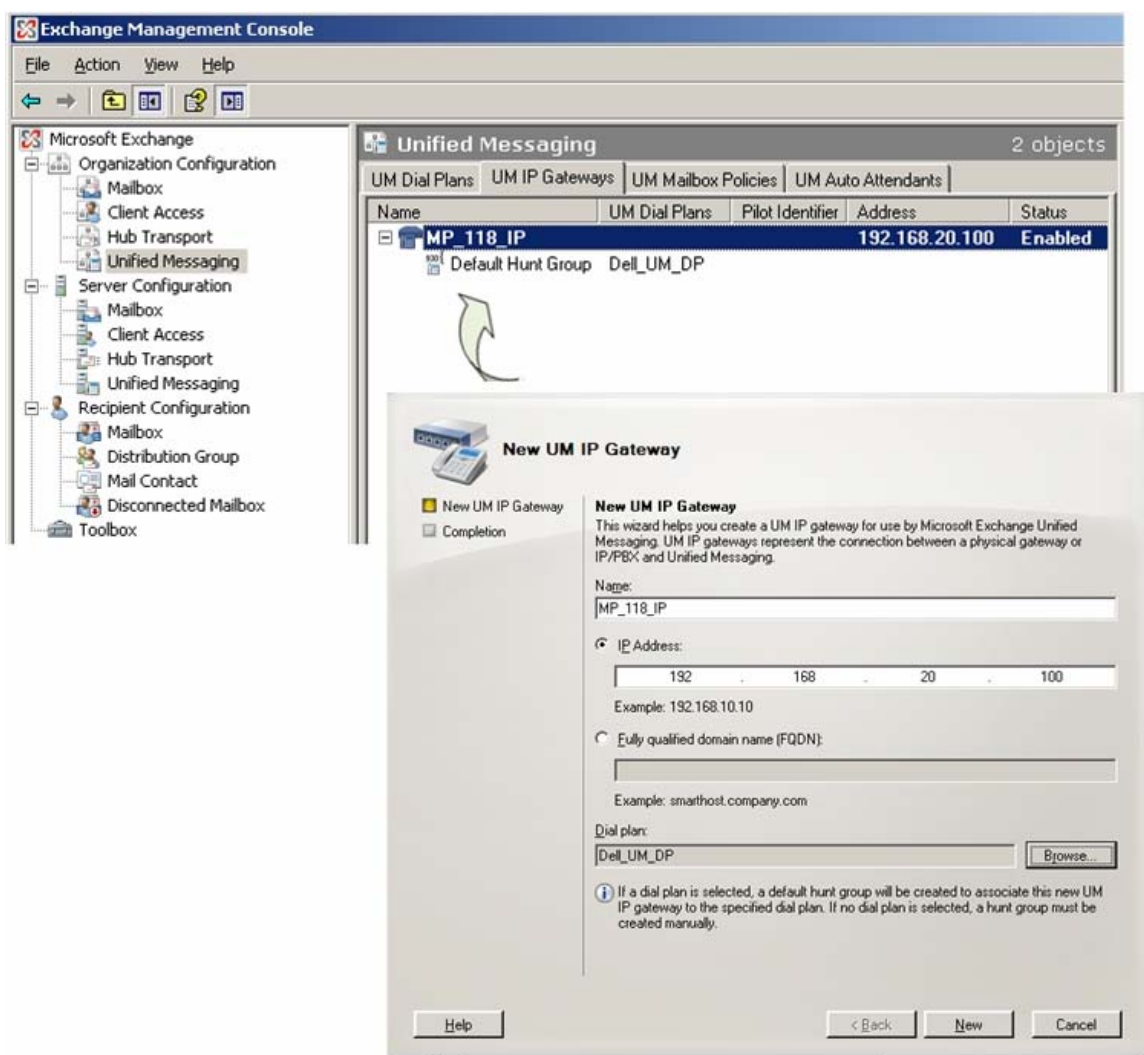 Exchange Management Console
File Action View Help
Microsoft Exchange
Organization Configuration
Mailbox
Client Access
Hub Transport
Unified Messaging
Server Configuration
Mailbox
Client Access
Hub Transport
Unified Messaging
Recipient Configuration
Mailbox
Distribution Group
Mail Contact
Disconnected Mailbox
Toolbox
Unified Messaging 2 objects
UM Dial Plans UM IP Gateways UM Mailbox Policies UM Auto Attendants
Name UM Dial Plans Pilot Identifier Address Status
MP_118_IP 192.168.20.100 Enabled
Default Hunt Group Dell_UM_DP
New UM IP Gateway
New UM IP Gateway
Completion
New UM IP Gateway
This wizard helps you create a UM IP gateway for use by Microsoft Exchange Unified
Messaging. UM IP gateways represent the connection between a physical gateway or
IP/PBX and Unified Messaging.
Name:
MP_118_IP
IP Address:
192 . 168 . 20 . 100
Example: 192.168.10.10
Fully qualified domain name (FQDN):
Example: smarthost.company.com
Dial plan:
Dell_UM_DP Browse...
If a dial plan is selected, a default hunt group will be created to associate this new UM
IP gateway to the specified dial plan. If no dial plan is selected, a hunt group must be
created manually.
Help < Back New Cancel